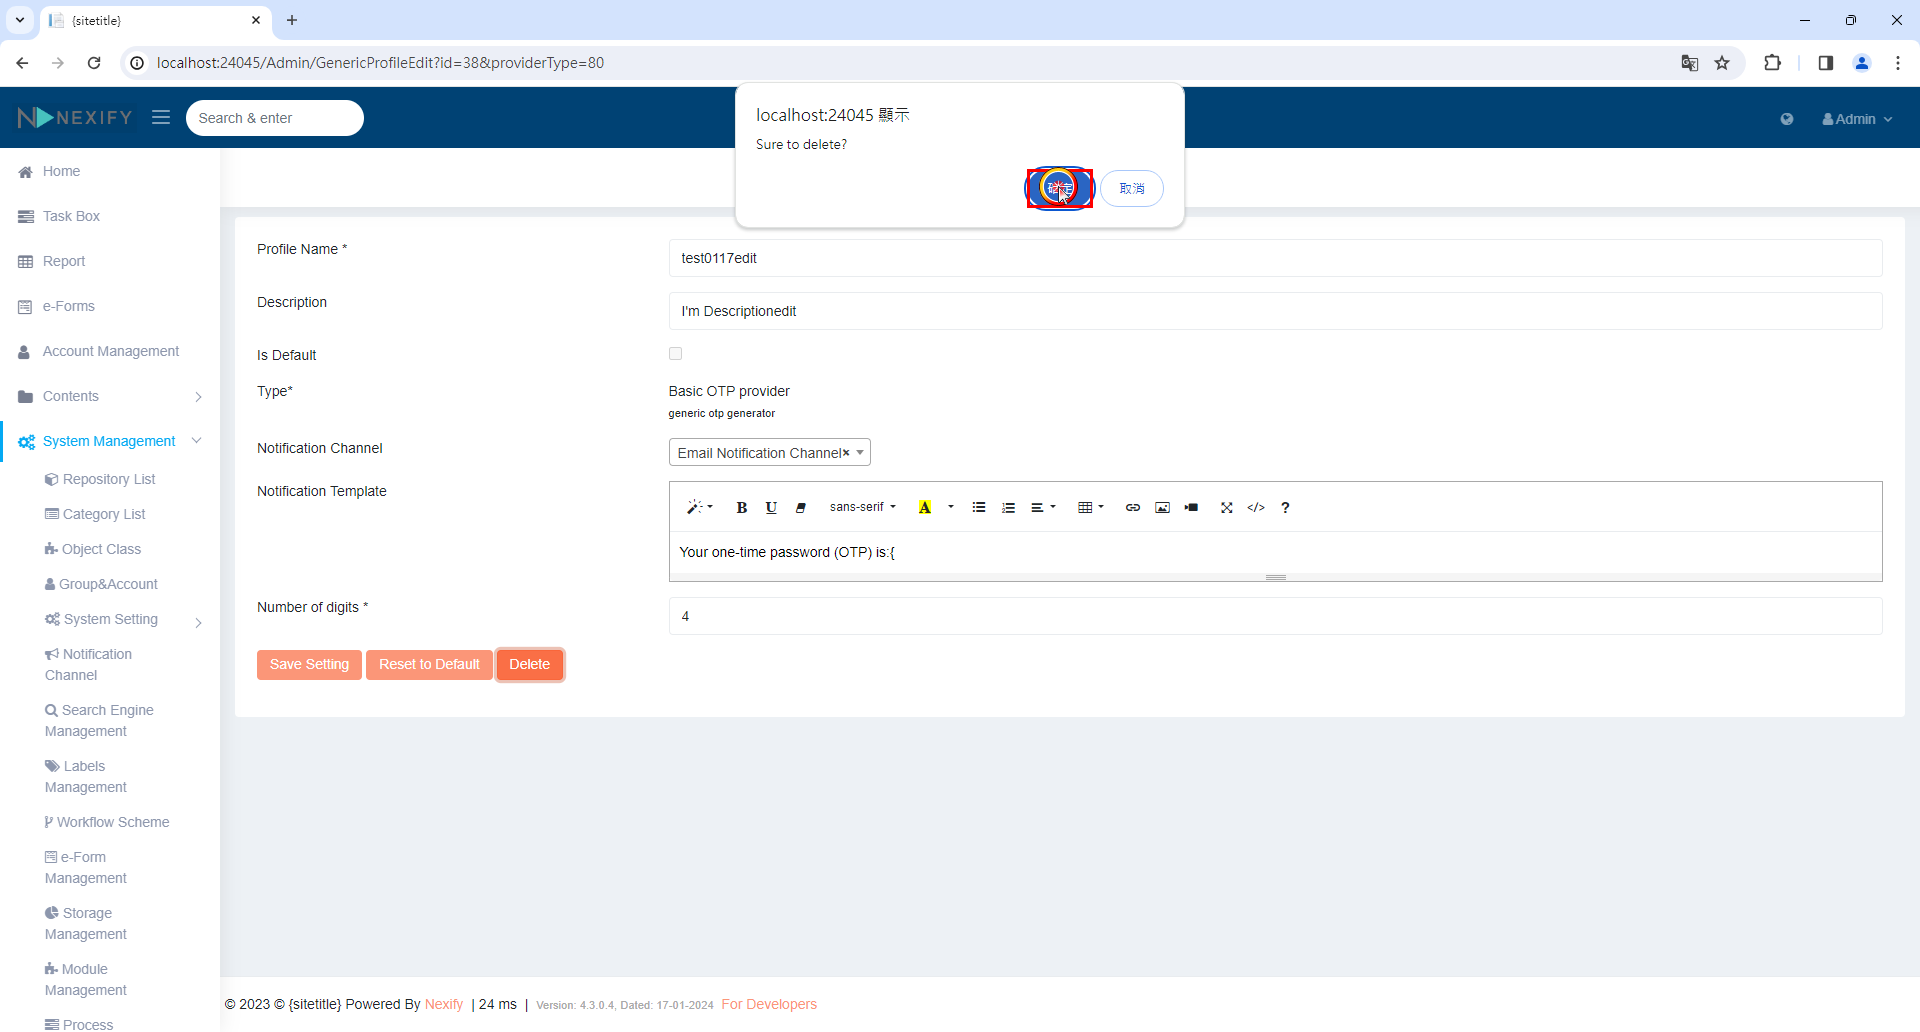 {sitetitle}
localhost:24045/Admin/GenericProfileEdit?id=38&providerType=80
NEXIFY
Search & enter
Admin
localhost:24045 顯示
Sure to delete?
取消
Home
Task Box
Report
e-Forms
Account Management
Contents
System Management
Repository List
Category List
Object Class
Group&Account
System Setting
Notification
Channel
Search Engine
Management
Labels
Management
Workflow Scheme
e-Form
Management
Storage
Management
Module
Management
Process
Profile Name *
test0117edit
Description
I'm Descriptionedit
Is Default
Type*
Basic OTP provider
generic otp generator
Notification Channel
Email Notification Channel×
Notification Template
B U sans-serif A </> ?
Your one-time password (OTP) is:{
Number of digits *
4
Save Setting Reset to Default Delete
© 2023 © {sitetitle} Powered By Nexify | 24 ms | Version: 4.3.0.4, Dated: 17-01-2024 For Developers